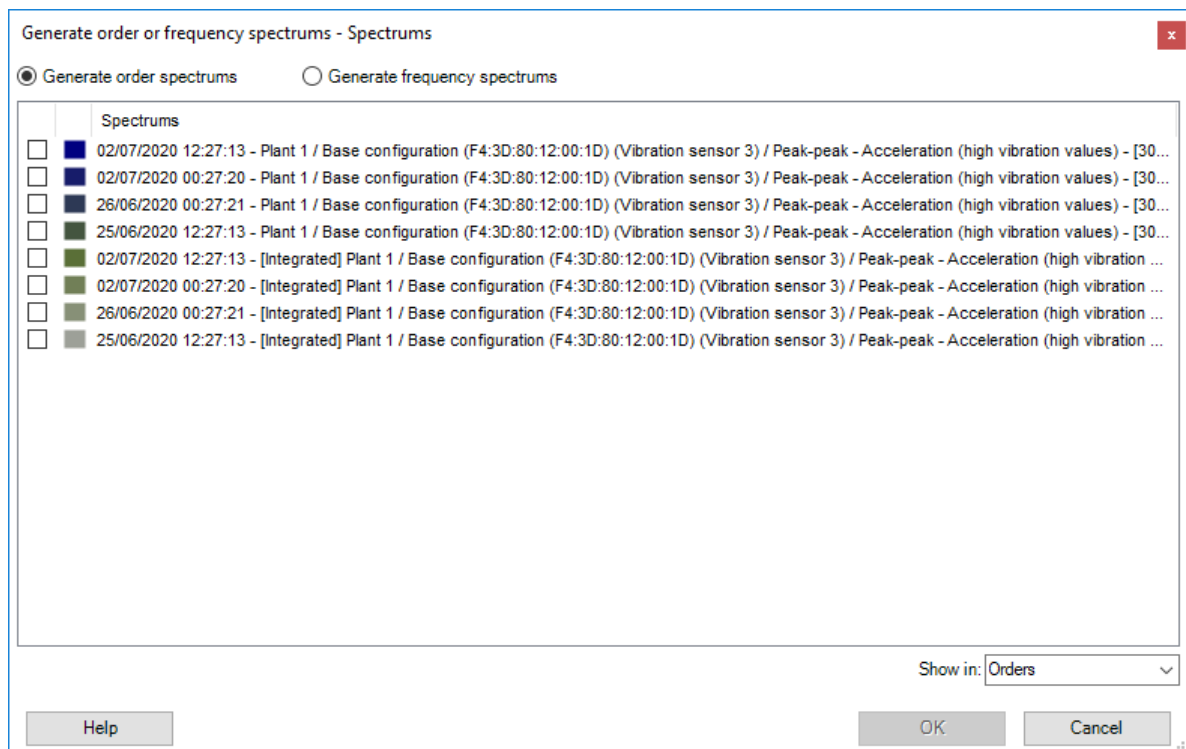 Generate order or frequency spectrums - Spectrums
x
Generate order spectrums Generate frequency spectrums
Spectrums
02/07/2020 12:27:13 - Plant 1 / Base configuration (F4:3D:80:12:00:1D) (Vibration sensor 3) / Peak-peak - Acceleration (high vibration values) - [30...
02/07/2020 00:27:20 - Plant 1 / Base configuration (F4:3D:80:12:00:1D) (Vibration sensor 3) / Peak-peak - Acceleration (high vibration values) - [30...
26/06/2020 00:27:21 - Plant 1 / Base configuration (F4:3D:80:12:00:1D) (Vibration sensor 3) / Peak-peak - Acceleration (high vibration values) - [30...
25/06/2020 12:27:13 - Plant 1 / Base configuration (F4:3D:80:12:00:1D) (Vibration sensor 3) / Peak-peak - Acceleration (high vibration values) - [30...
02/07/2020 12:27:13 - [Integrated] Plant 1 / Base configuration (F4:3D:80:12:00:1D) (Vibration sensor 3) / Peak-peak - Acceleration (high vibration ...
02/07/2020 00:27:20 - [Integrated] Plant 1 / Base configuration (F4:3D:80:12:00:1D) (Vibration sensor 3) / Peak-peak - Acceleration (high vibration ...
26/06/2020 00:27:21 - [Integrated] Plant 1 / Base configuration (F4:3D:80:12:00:1D) (Vibration sensor 3) / Peak-peak - Acceleration (high vibration ...
25/06/2020 12:27:13 - [Integrated] Plant 1 / Base configuration (F4:3D:80:12:00:1D) (Vibration sensor 3) / Peak-peak - Acceleration (high vibration ...
Show in: Orders
Help OK Cancel